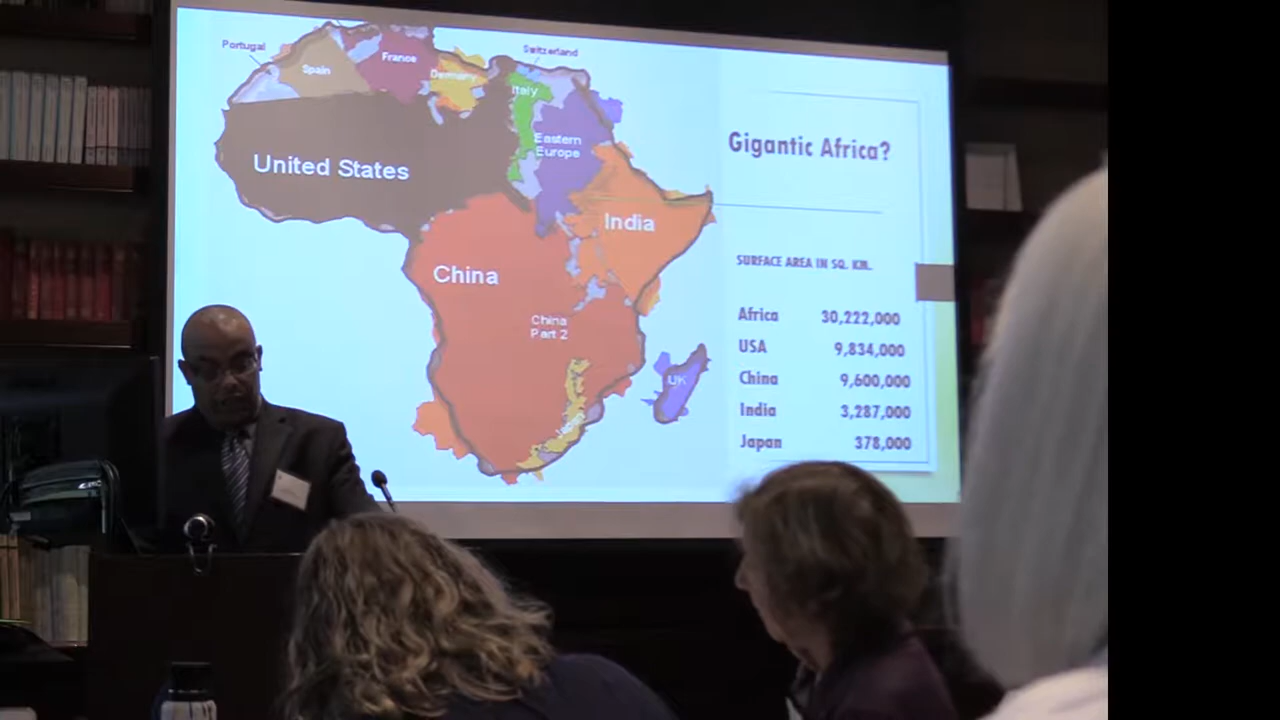 Portugal
Switzerland
Spain
France
Germany
Italy
Eastern
Europe
United States
India
China
China
Part 2
UK
Gigantic Africa?
SURFACE AREA IN SQ. KM.
Africa 30,222,000
USA 9,834,000
China 9,600,000
India 3,287,000
Japan 378,000